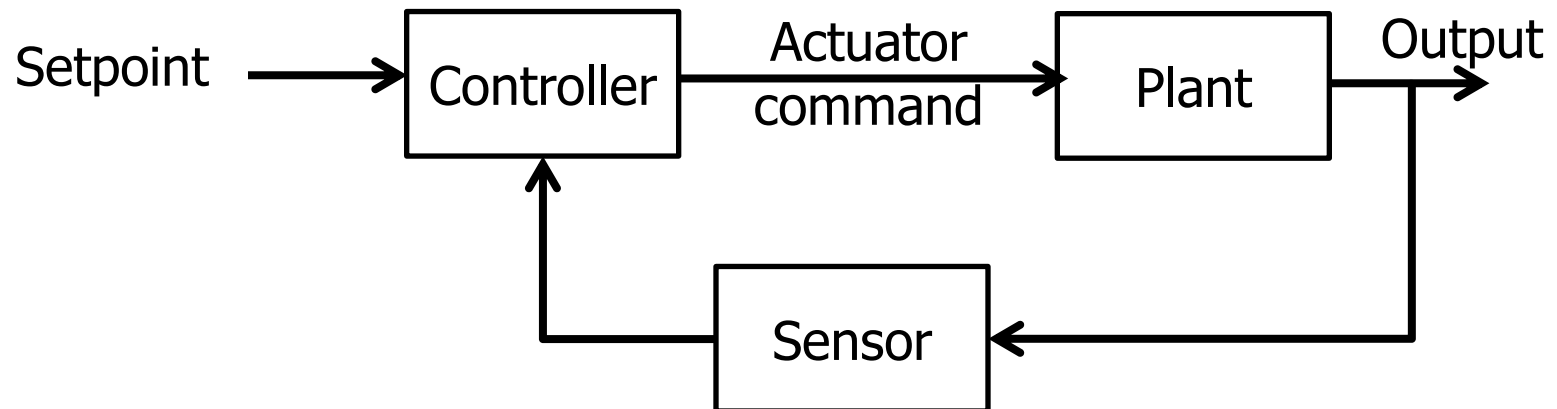 Setpoint
Controller
Actuator
command
Plant
Output
Sensor